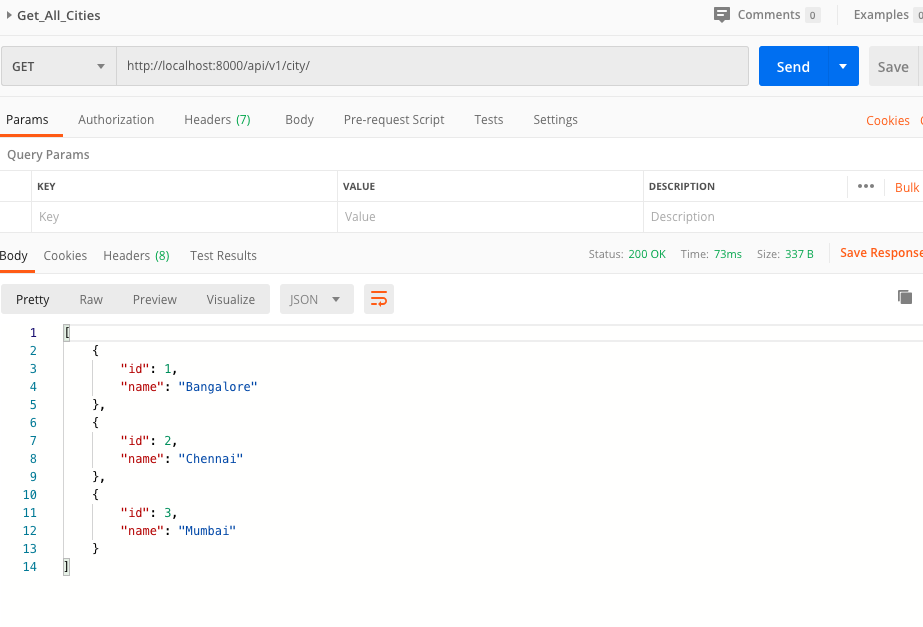 Get_All_Cities Comments 0 Examples 0
GET http://localhost:8000/api/v1/city/ Send Save
Params Authorization Headers (7) Body Pre-request Script Tests Settings Cookies
Query Params
KEY VALUE DESCRIPTION ••• Bulk
Key Value Description
Body Cookies Headers (8) Test Results Status: 200 OK Time: 73ms Size: 337 B Save Response
Pretty Raw Preview Visualize JSON
1 [
2 {
3 "id": 1,
4 "name": "Bangalore"
5 },
6 {
7 "id": 2,
8 "name": "Chennai"
9 },
10 {
11 "id": 3,
12 "name": "Mumbai"
13 }
14 ]